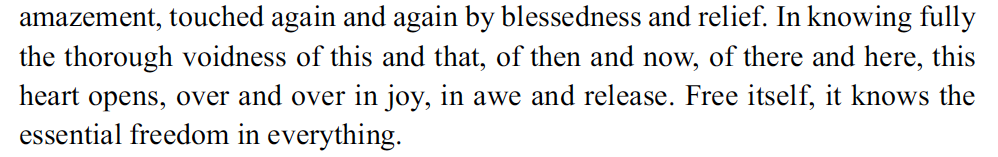 amazement, touched again and again by blessedness and relief. In knowing fully
the thorough voidness of this and that, of then and now, of there and here, this
heart opens, over and over in joy, in awe and release. Free itself, it knows the
essential freedom in everything.